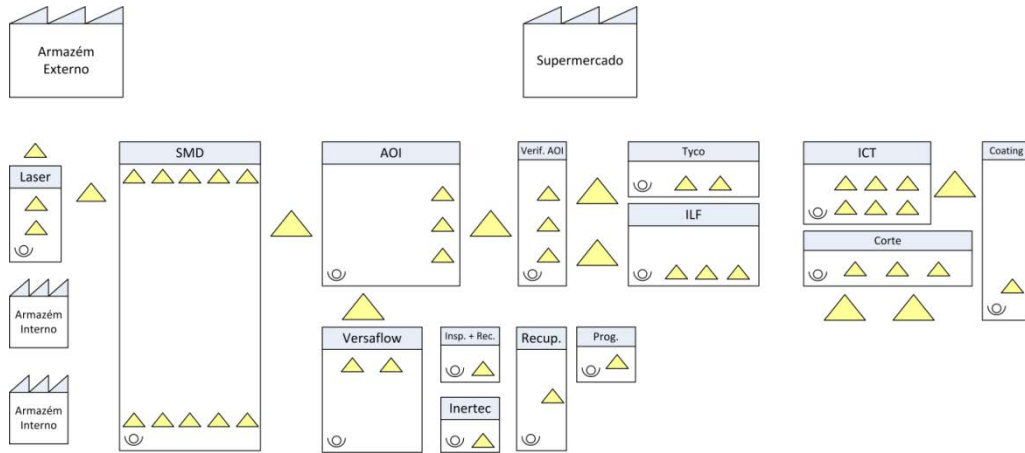 Armazém
Externo
Supermercado
Laser
SMD
AOI
Verif. AOI
Tyco
ICT
Coating
ILF
Corte
Armazém
Interno
Versaflow
Insp. + Rec.
Recup.
Prog.
Armazém
Interno
Inertec